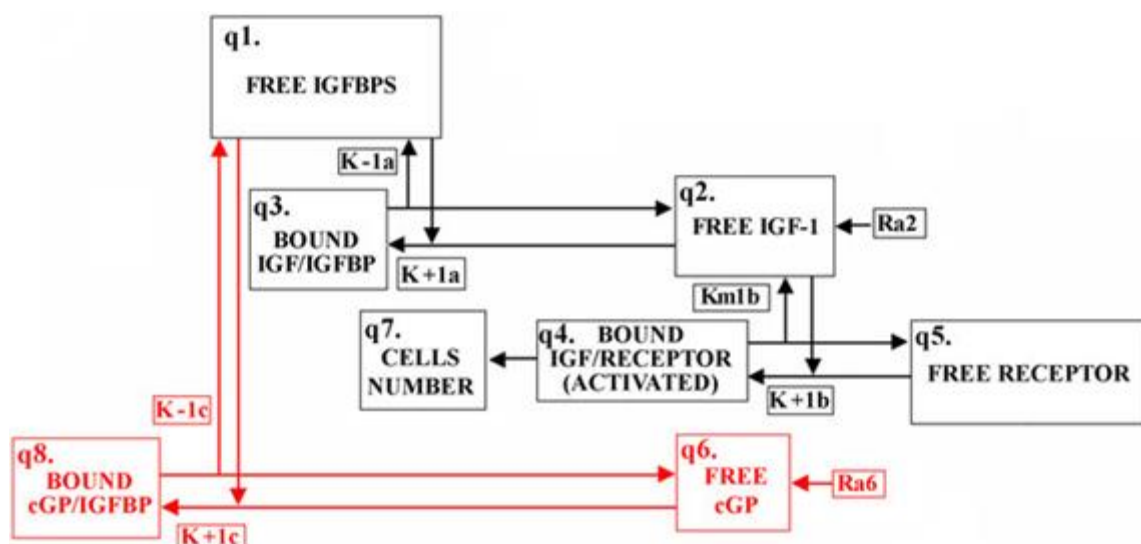 q1.
FREE IGFBPS
K-1a
q3.
BOUND
IGF/IGFBP
q2.
FREE IGF-1
Ra2
K+1a
Km1b
q7.
CELLS
NUMBER
q4. BOUND
IGF/RECEPTOR
(ACTIVATED)
q5.
FREE RECEPTOR
K+1b
K-1c
q8.
BOUND
cGP/IGFBP
q6.
FREE
cGP
Ra6
K+1c